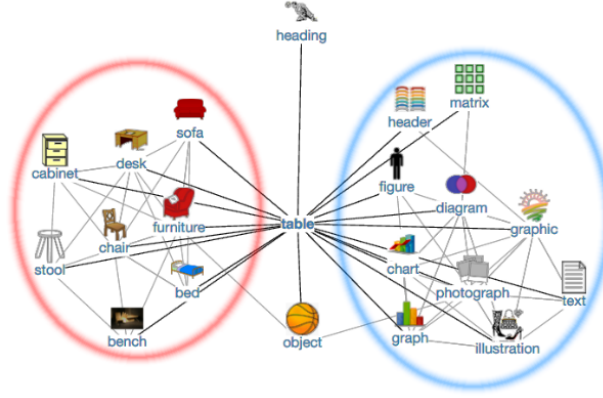 heading
sofa
header
matrix
cabinet
desk
figure
diagram
chair
furniture
table
graphic
stool
bed
chart
photograph
text
bench
object
graph
illustration